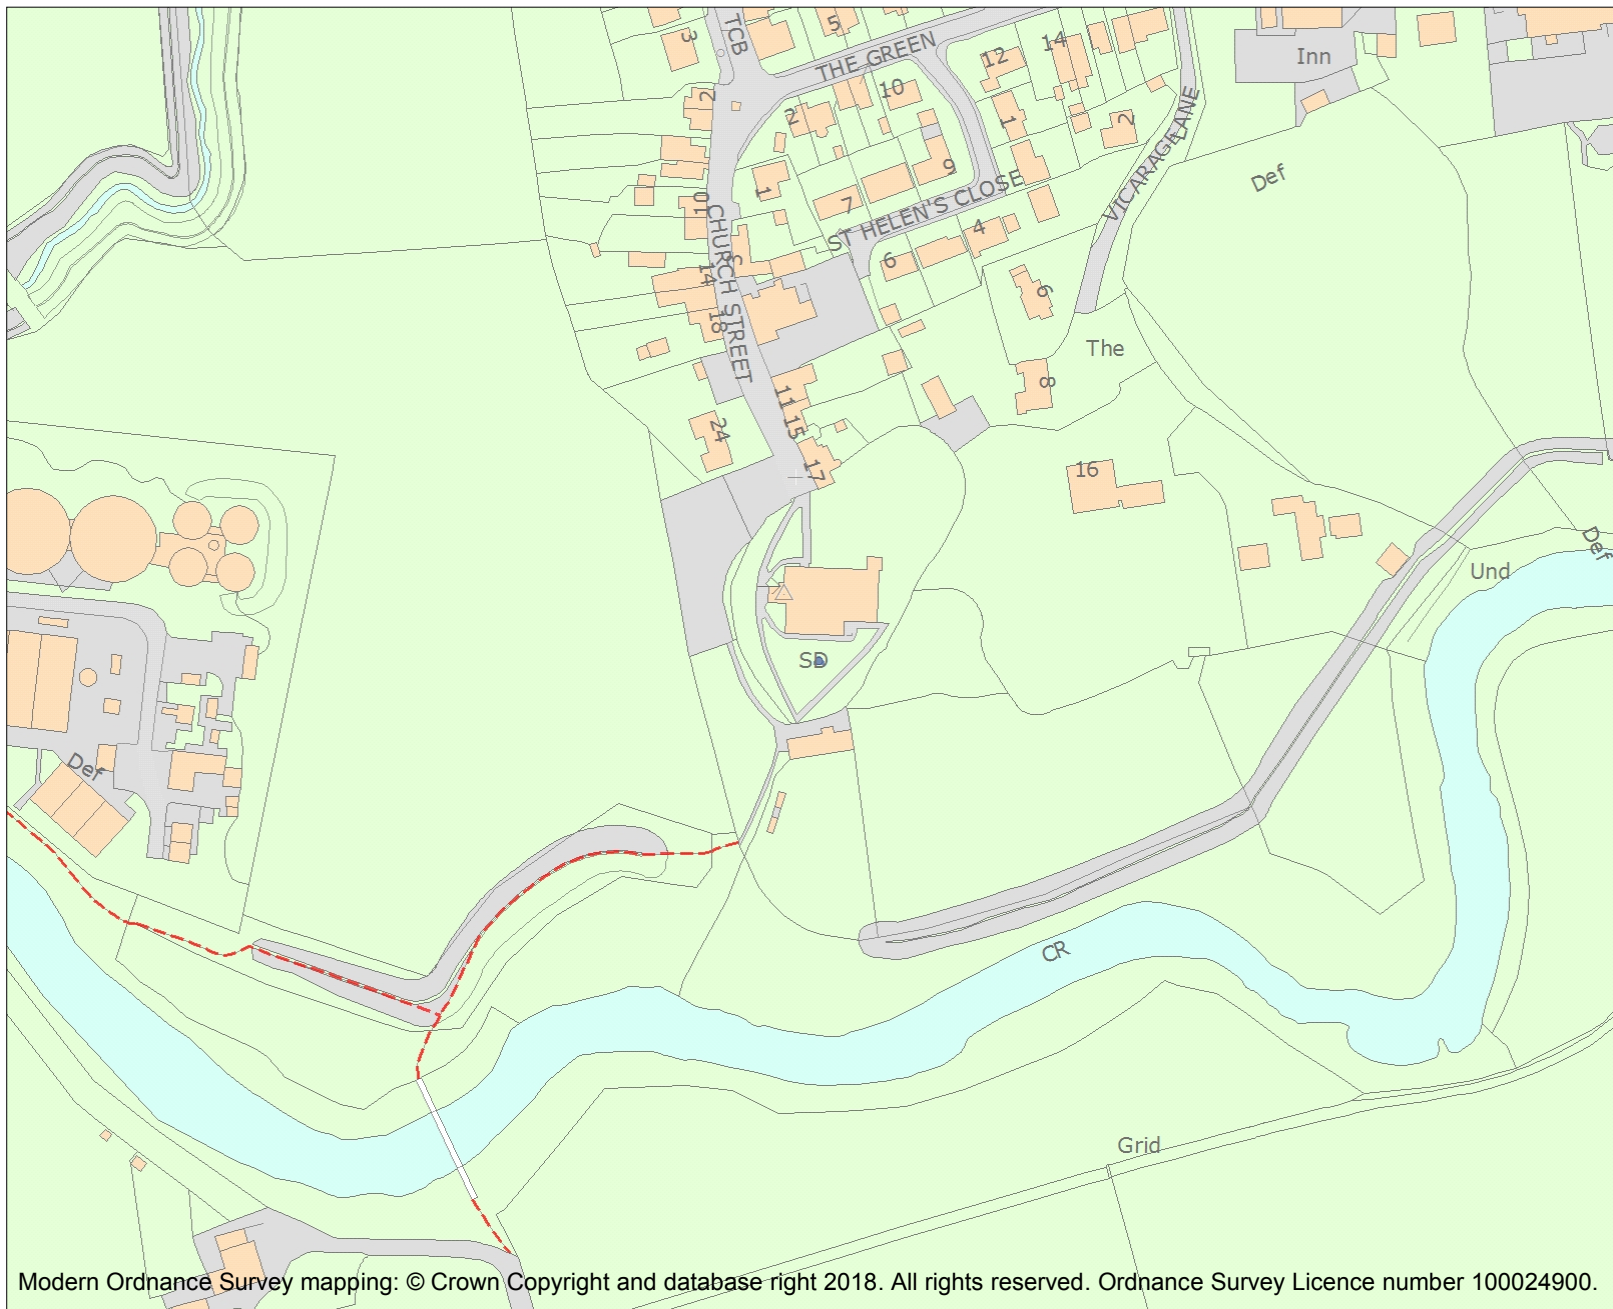 TCB
3
5
THE GREEN
12
14
Inn
2
10
2
1
2
9
VICARAGE LANE
Def
1
7
10
ST HELEN'S CLOSE
4
6
CHURCH STREET
14
18
9
The
8
11
15
24
17
16
Def
Und
SD
Def
CR
Grid
Modern Ordnance Survey mapping: © Crown Copyright and database right 2018. All rights reserved. Ordnance Survey Licence number 100024900.